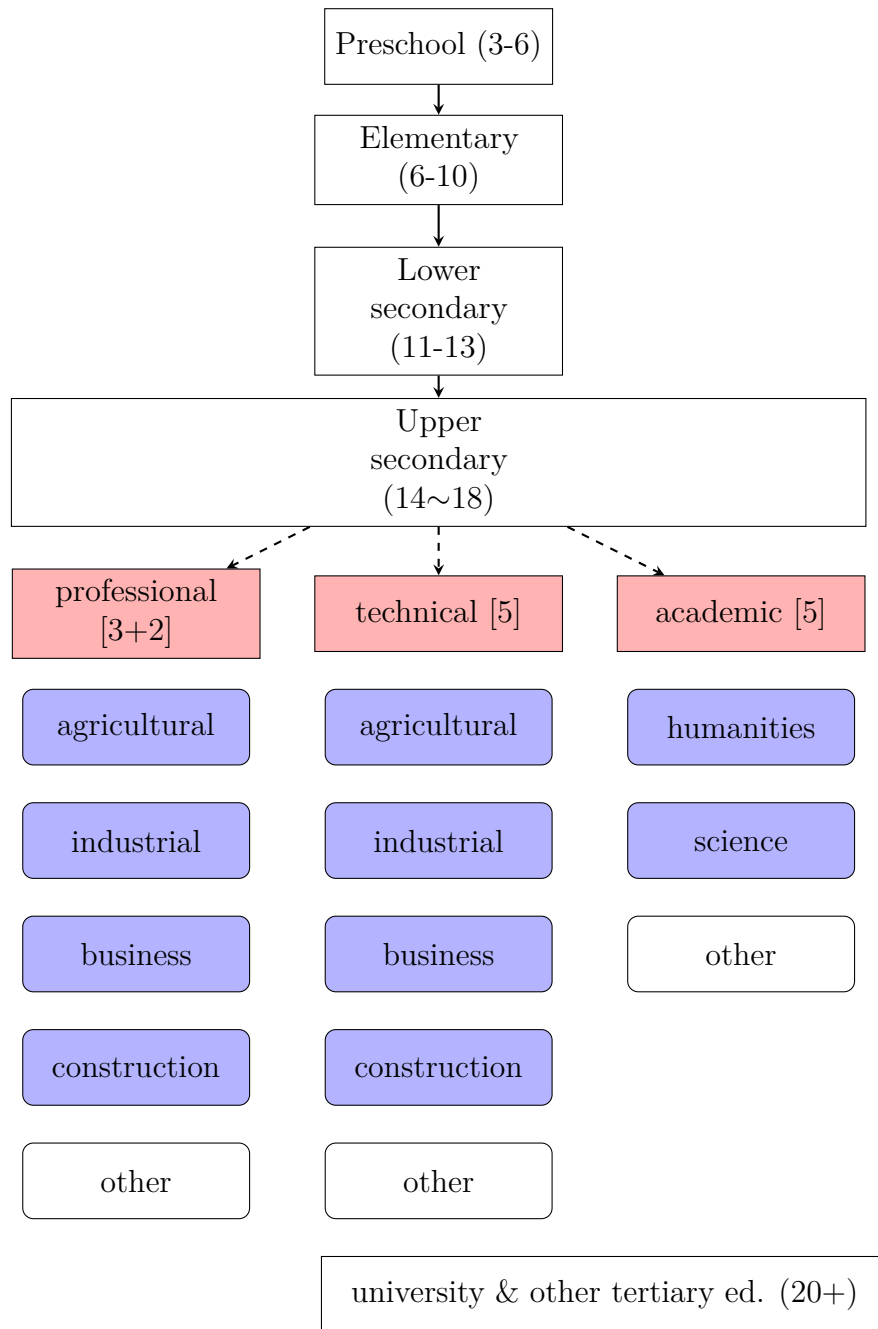 Preschool (3-6)
Elementary
(6-10)
Lower
secondary
(11-13)
Upper
secondary
(14~18)
professional
[3+2]
technical [5]
academic [5]
agricultural
agricultural
humanities
industrial
industrial
science
business
business
other
construction
construction
other
other
university & other tertiary ed. (20+)